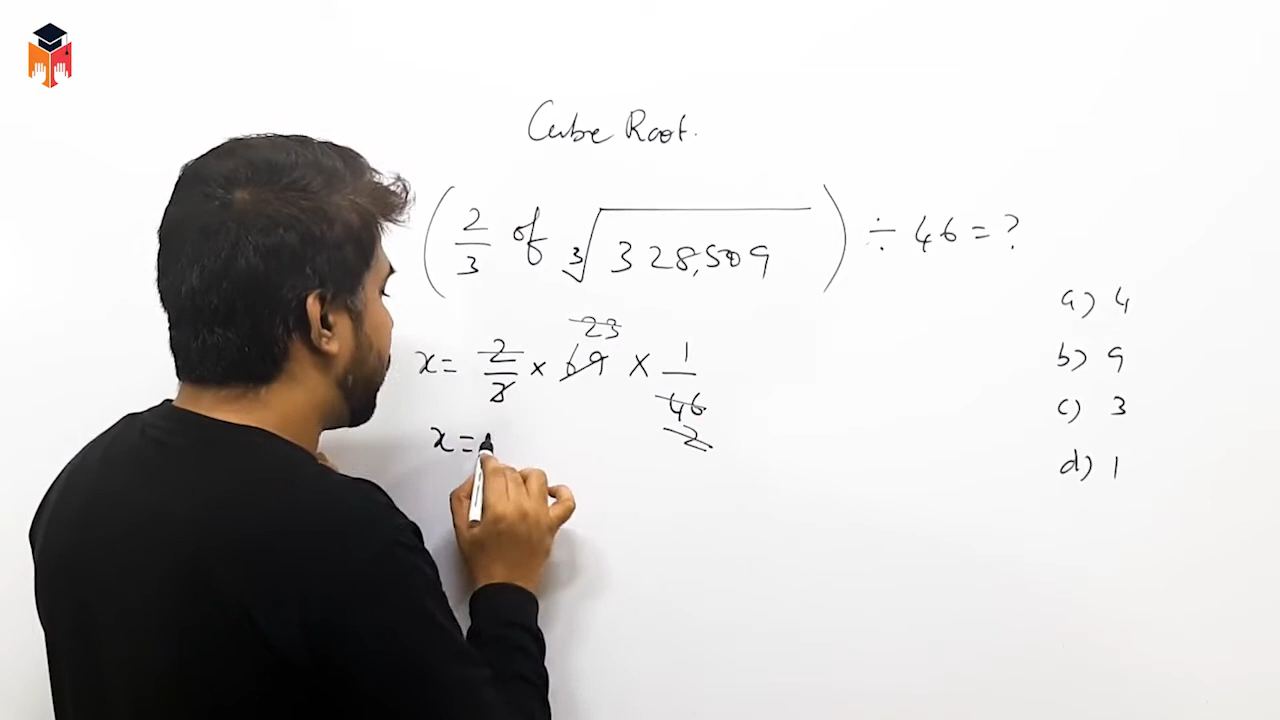 Cube Root.
( 2/3 of ∛328,509 ) ÷ 46 = ?
a) 4
23
x = 2/3 × 69 × 1/46
b) 9
c) 3
2
x =
d) 1